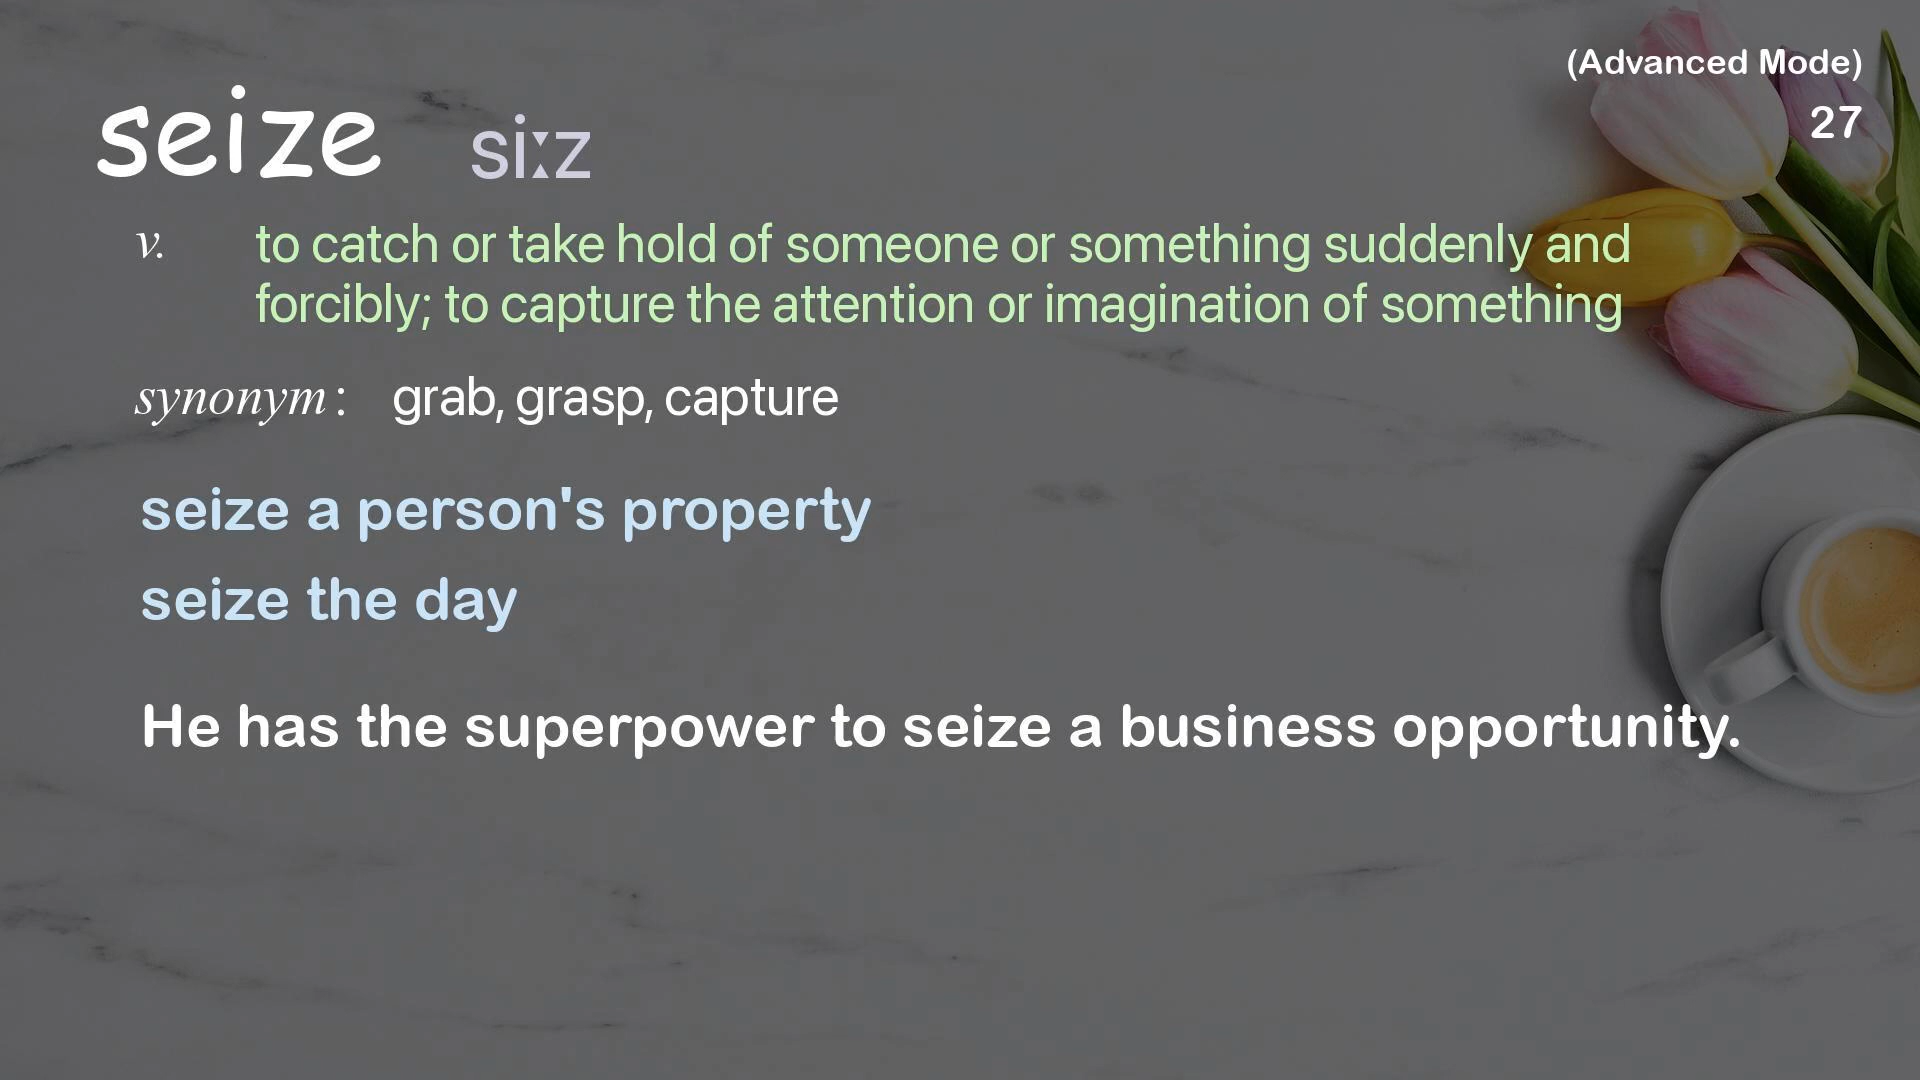 (Advanced Mode)
27
seize siːz
v. to catch or take hold of someone or something suddenly and
forcibly; to capture the attention or imagination of something
synonym: grab, grasp, capture
seize a person's property
seize the day
He has the superpower to seize a business opportunity.